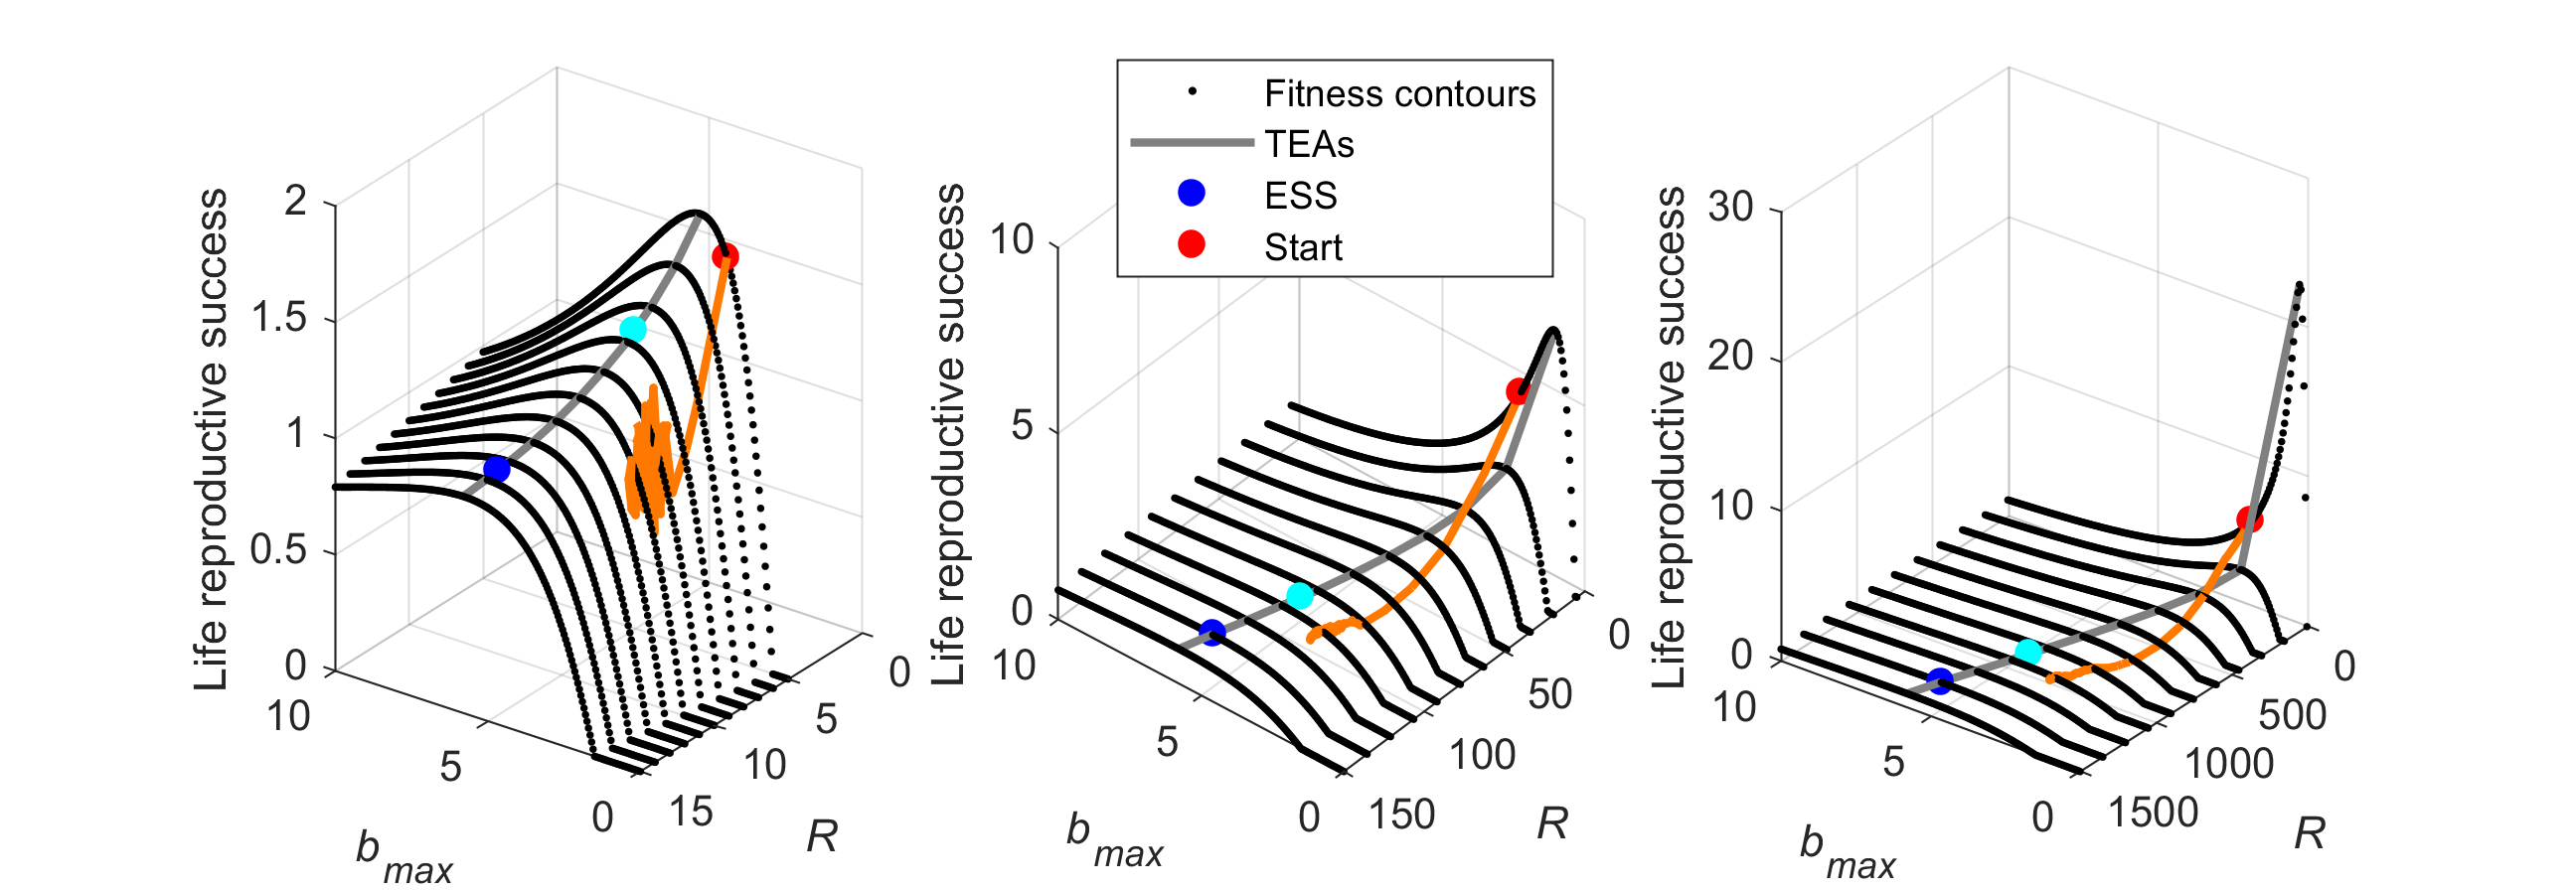 Life reproductive success
2
1.5
1
0.5
0
10
5
0
b max
15
10
5
0
R
Fitness contours
TEAs
ESS
Start
Life reproductive success
10
5
0
10
5
0
b max
150
100
50
0
R
Life reproductive success
30
20
10
0
10
5
0
b max
1500
1000
500
0
R